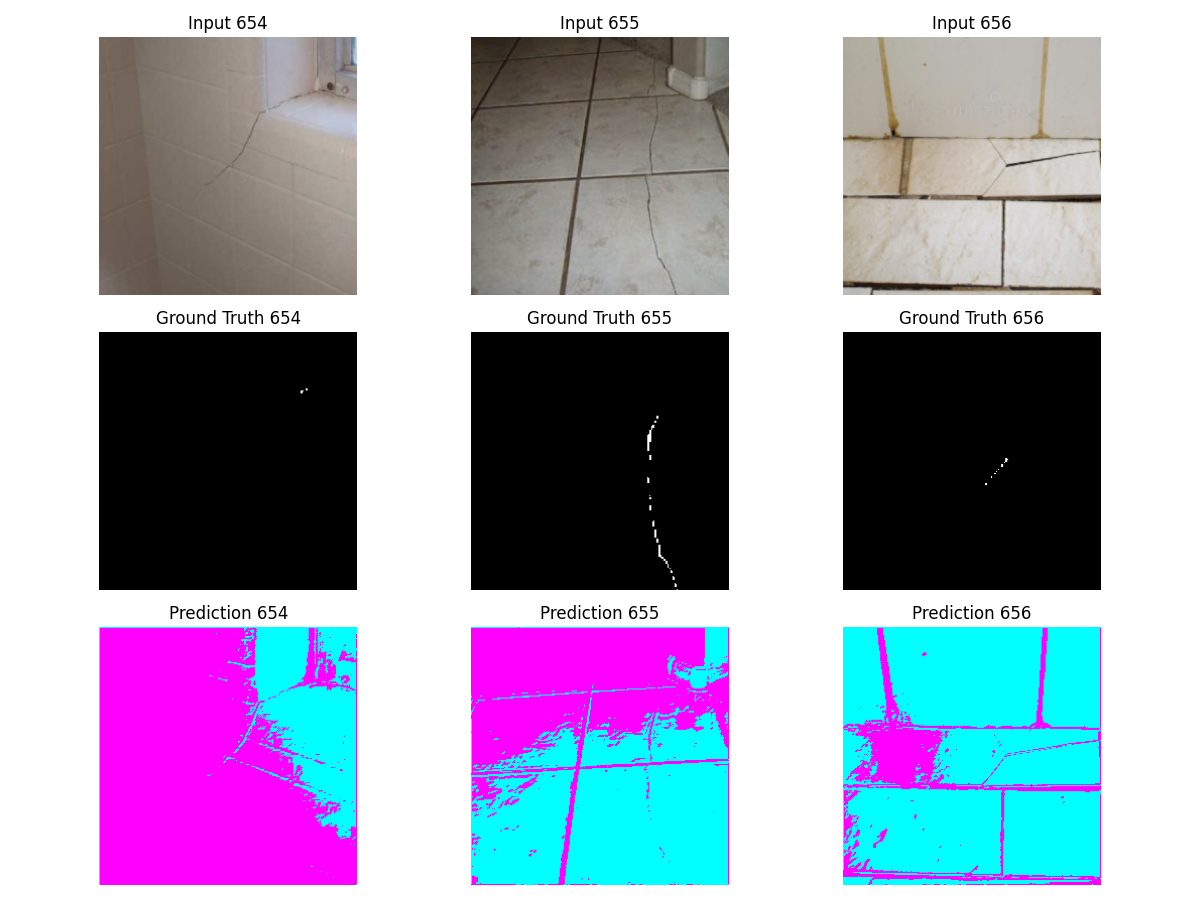 Input 654
Input 655
Input 656
Ground Truth 654
Ground Truth 655
Ground Truth 656
Prediction 654
Prediction 655
Prediction 656